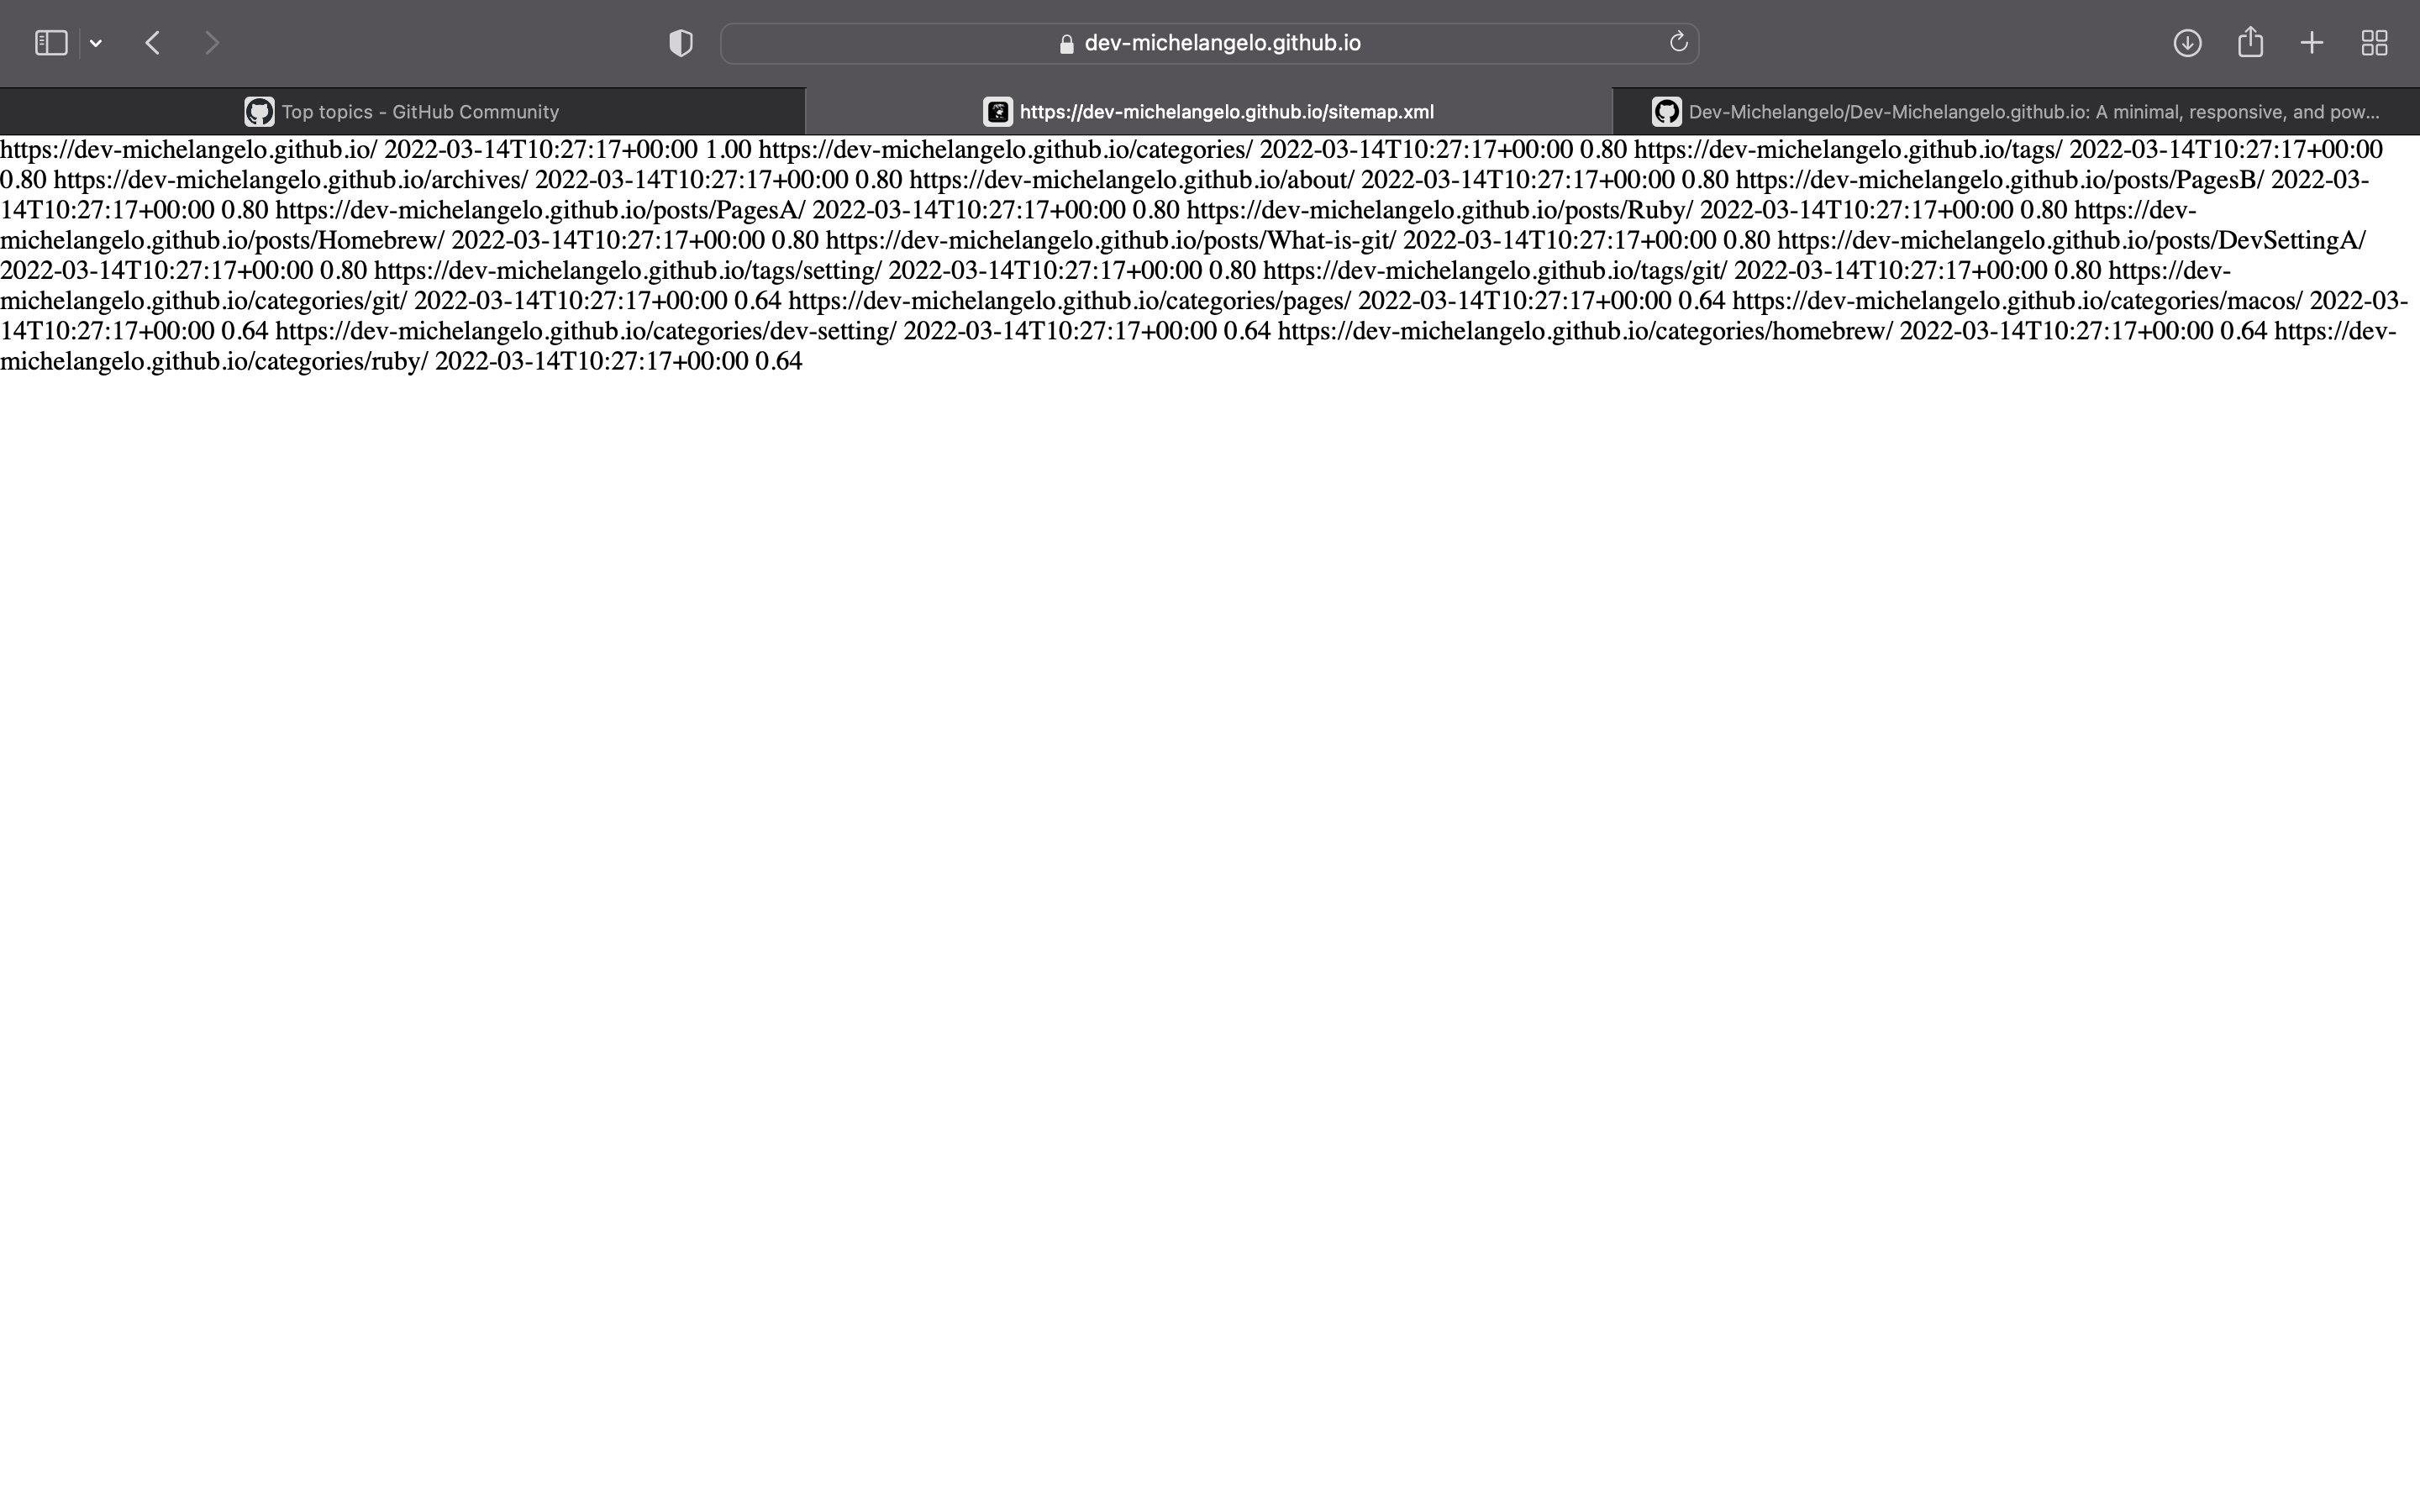 dev-michelangelo.github.io
Top topics - GitHub Community
https://dev-michelangelo.github.io/sitemap.xml
Dev-Michelangelo/Dev-Michelangelo.github.io: A minimal, responsive, and pow...
https://dev-michelangelo.github.io/ 2022-03-14T10:27:17+00:00 1.00 https://dev-michelangelo.github.io/categories/ 2022-03-14T10:27:17+00:00 0.80 https://dev-michelangelo.github.io/tags/ 2022-03-14T10:27:17+00:00
0.80 https://dev-michelangelo.github.io/archives/ 2022-03-14T10:27:17+00:00 0.80 https://dev-michelangelo.github.io/about/ 2022-03-14T10:27:17+00:00 0.80 https://dev-michelangelo.github.io/posts/PagesB/ 2022-03-
14T10:27:17+00:00 0.80 https://dev-michelangelo.github.io/posts/PagesA/ 2022-03-14T10:27:17+00:00 0.80 https://dev-michelangelo.github.io/posts/Ruby/ 2022-03-14T10:27:17+00:00 0.80 https://dev-
michelangelo.github.io/posts/Homebrew/ 2022-03-14T10:27:17+00:00 0.80 https://dev-michelangelo.github.io/posts/What-is-git/ 2022-03-14T10:27:17+00:00 0.80 https://dev-michelangelo.github.io/posts/DevSettingA/
2022-03-14T10:27:17+00:00 0.80 https://dev-michelangelo.github.io/tags/setting/ 2022-03-14T10:27:17+00:00 0.80 https://dev-michelangelo.github.io/tags/git/ 2022-03-14T10:27:17+00:00 0.80 https://dev-
michelangelo.github.io/categories/git/ 2022-03-14T10:27:17+00:00 0.64 https://dev-michelangelo.github.io/categories/pages/ 2022-03-14T10:27:17+00:00 0.64 https://dev-michelangelo.github.io/categories/macos/ 2022-03-
14T10:27:17+00:00 0.64 https://dev-michelangelo.github.io/categories/dev-setting/ 2022-03-14T10:27:17+00:00 0.64 https://dev-michelangelo.github.io/categories/homebrew/ 2022-03-14T10:27:17+00:00 0.64 https://dev-
michelangelo.github.io/categories/ruby/ 2022-03-14T10:27:17+00:00 0.64